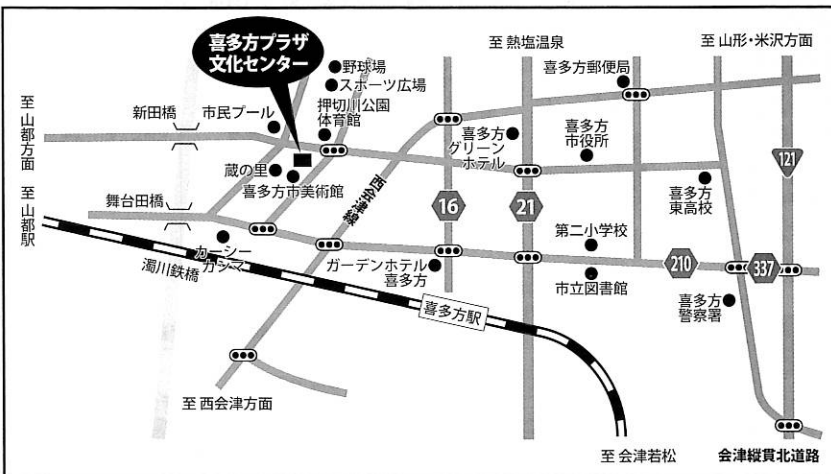 喜多方プラザ
文化センター
野球場
スポーツ広場
押切川公園
体育館
市民プール
新田橋
至 山都方面
至 山都駅
舞台田橋
蔵の里
喜多方市美術館
カーシー
カシマ
濁川鉄橋
西会津線
至 西会津方面
至 熱塩温泉
喜多方郵便局
至 山形・米沢方面
喜多方
グリーン
ホテル
喜多方
市役所
121
喜多方
東高校
16
21
第二小学校
210
337
ガーデンホテル
喜多方
市立図書館
喜多方
警察署
喜多方駅
至 会津若松
会津縦貫北道路